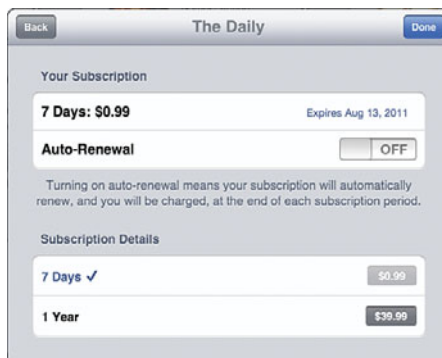 Back The Daily Done
Your Subscription
7 Days: $0.99 Expires Aug 13, 2011
Auto-Renewal OFF
Turning on auto-renewal means your subscription will automatically
renew, and you will be charged, at the end of each subscription period.
Subscription Details
7 Days ✓ $0.99
1 Year $39.99